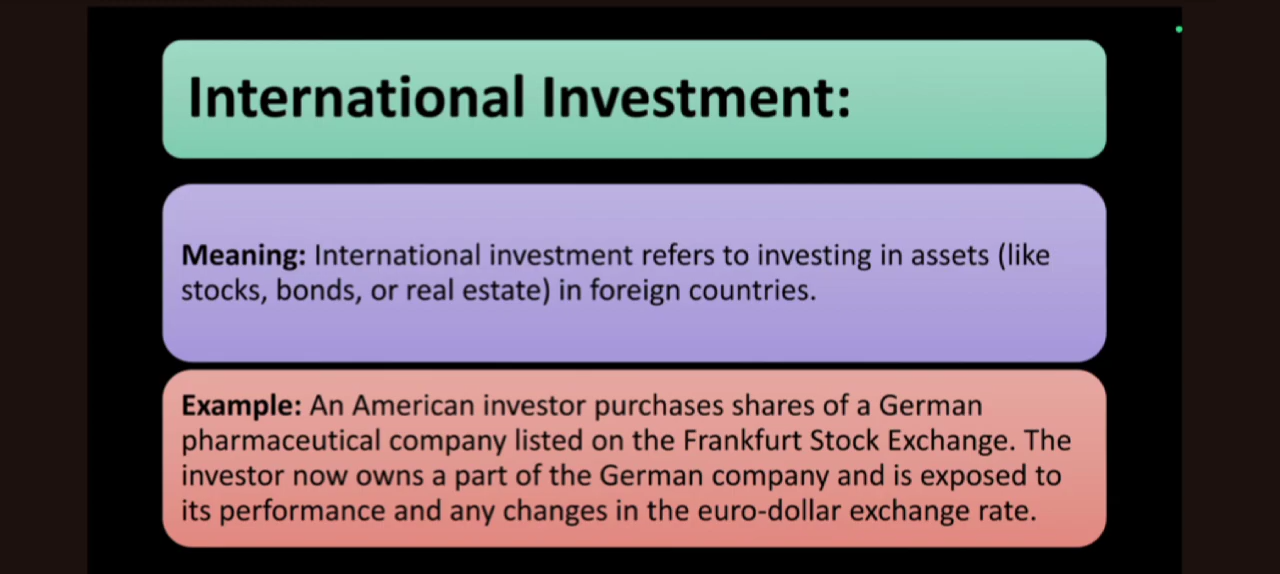 International Investment:
Meaning: International investment refers to investing in assets (like
stocks, bonds, or real estate) in foreign countries.
Example: An American investor purchases shares of a German
pharmaceutical company listed on the Frankfurt Stock Exchange. The
investor now owns a part of the German company and is exposed to
its performance and any changes in the euro-dollar exchange rate.